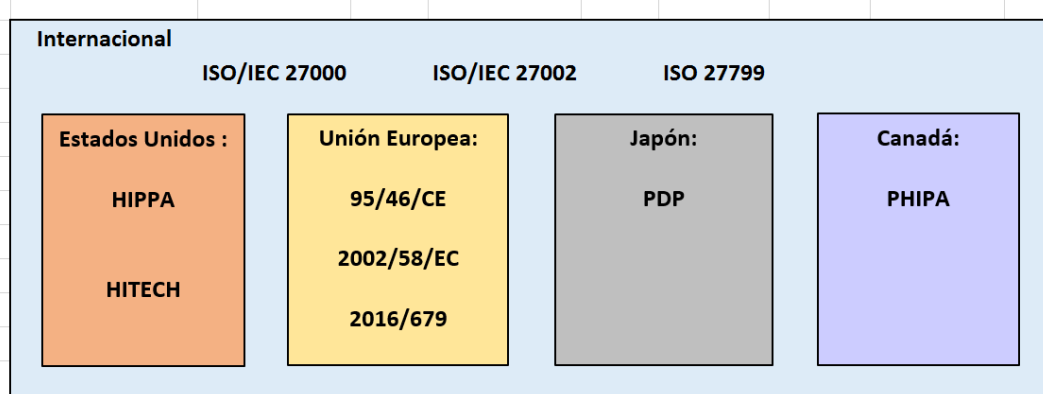 Internacional
ISO/IEC 27000 ISO/IEC 27002 ISO 27799
Estados Unidos :
HIPPA
HITECH
Unión Europea:
95/46/CE
2002/58/EC
2016/679
Japón:
PDP
Canadá:
PHIPA